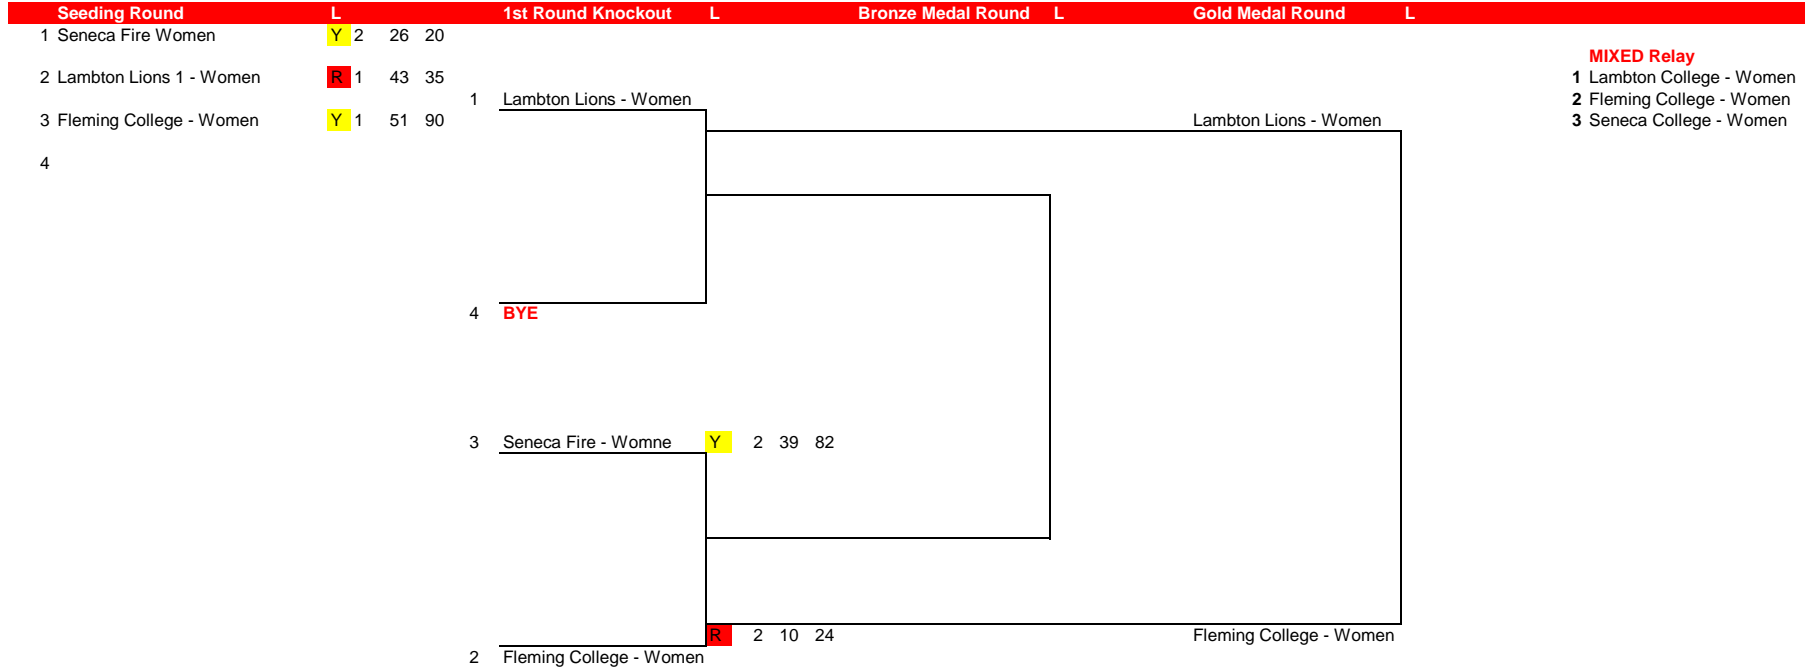 Seeding Round L 1st Round Knockout L Bronze Medal Round L Gold Medal Round L
1 Seneca Fire Women Y 2 26 20
MIXED Relay
2 Lambton Lions 1 - Women R 1 43 35 1 Lambton College - Women
1 Lambton Lions - Women 2 Fleming College - Women
3 Fleming College - Women Y 1 51 90 Lambton Lions - Women 3 Seneca College - Women
4
4 BYE
3 Seneca Fire - Womne Y 2 39 82
R 2 10 24 Fleming College - Women
2 Fleming College - Women